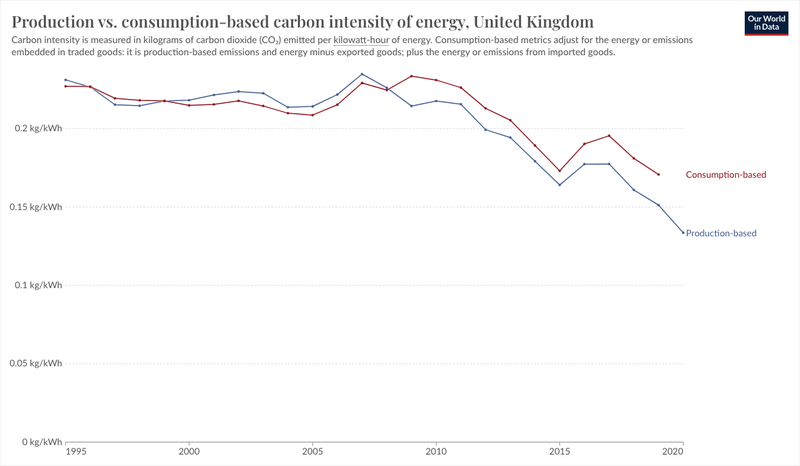 Production vs. consumption-based carbon intensity of energy, United Kingdom
Our World
in Data
Carbon intensity is measured in kilograms of carbon dioxide (CO₂) emitted per kilowatt-hour of energy. Consumption-based metrics adjust for the energy or emissions
embedded in traded goods: it is production-based emissions and energy minus exported goods; plus the energy or emissions from imported goods.
0.2 kg/kWh
Consumption-based
0.15 kg/kWh
Production-based
0.1 kg/kWh
0.05 kg/kWh
0 kg/kWh
1995 2000 2005 2010 2015 2020